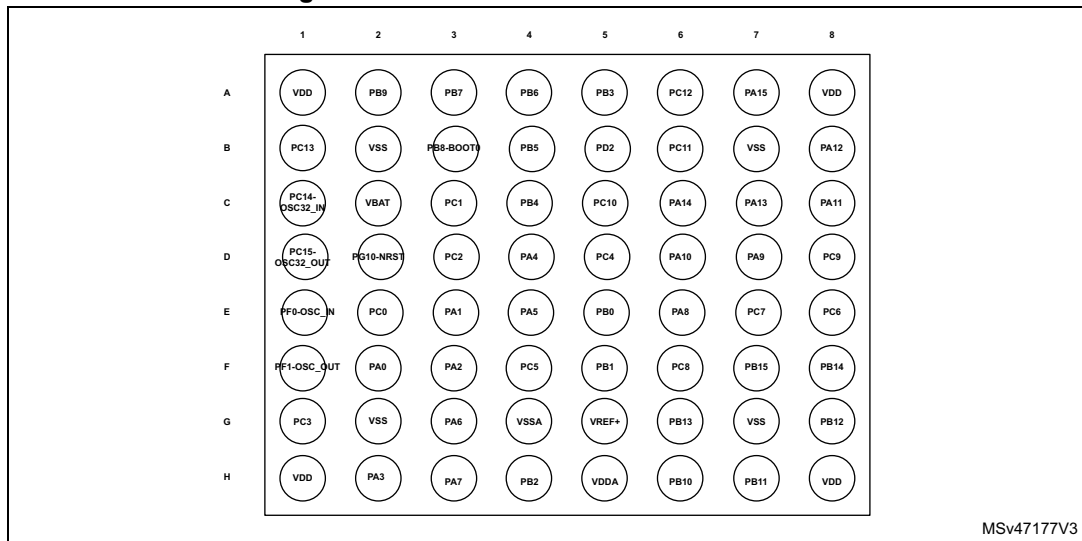 1 2 3 4 5 6 7 8
A VDD PB9 PB7 PB6 PB3 PC12 PA15 VDD
B PC13 VSS PB8-BOOT0 PB5 PD2 PC11 VSS PA12
C PC14-OSC32_IN VBAT PC1 PB4 PC10 PA14 PA13 PA11
D PC15-OSC32_OUT PG10-NRST PC2 PA4 PC4 PA10 PA9 PC9
E PF0-OSC_IN PC0 PA1 PA5 PB0 PA8 PC7 PC6
F PF1-OSC_OUT PA0 PA2 PC5 PB1 PC8 PB15 PB14
G PC3 VSS PA6 VSSA VREF+ PB13 VSS PB12
H VDD PA3 PA7 PB2 VDDA PB10 PB11 VDD
MSv47177V3